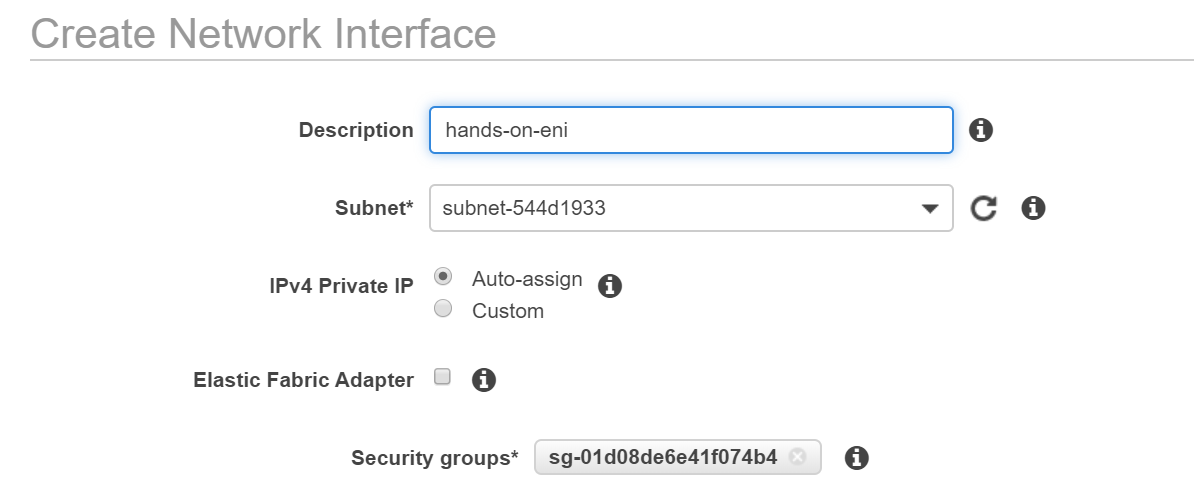 Create Network Interface
Description hands-on-eni
Subnet* subnet-544d1933
IPv4 Private IP Auto-assign
Custom
Elastic Fabric Adapter
Security groups* sg-01d08de6e41f074b4